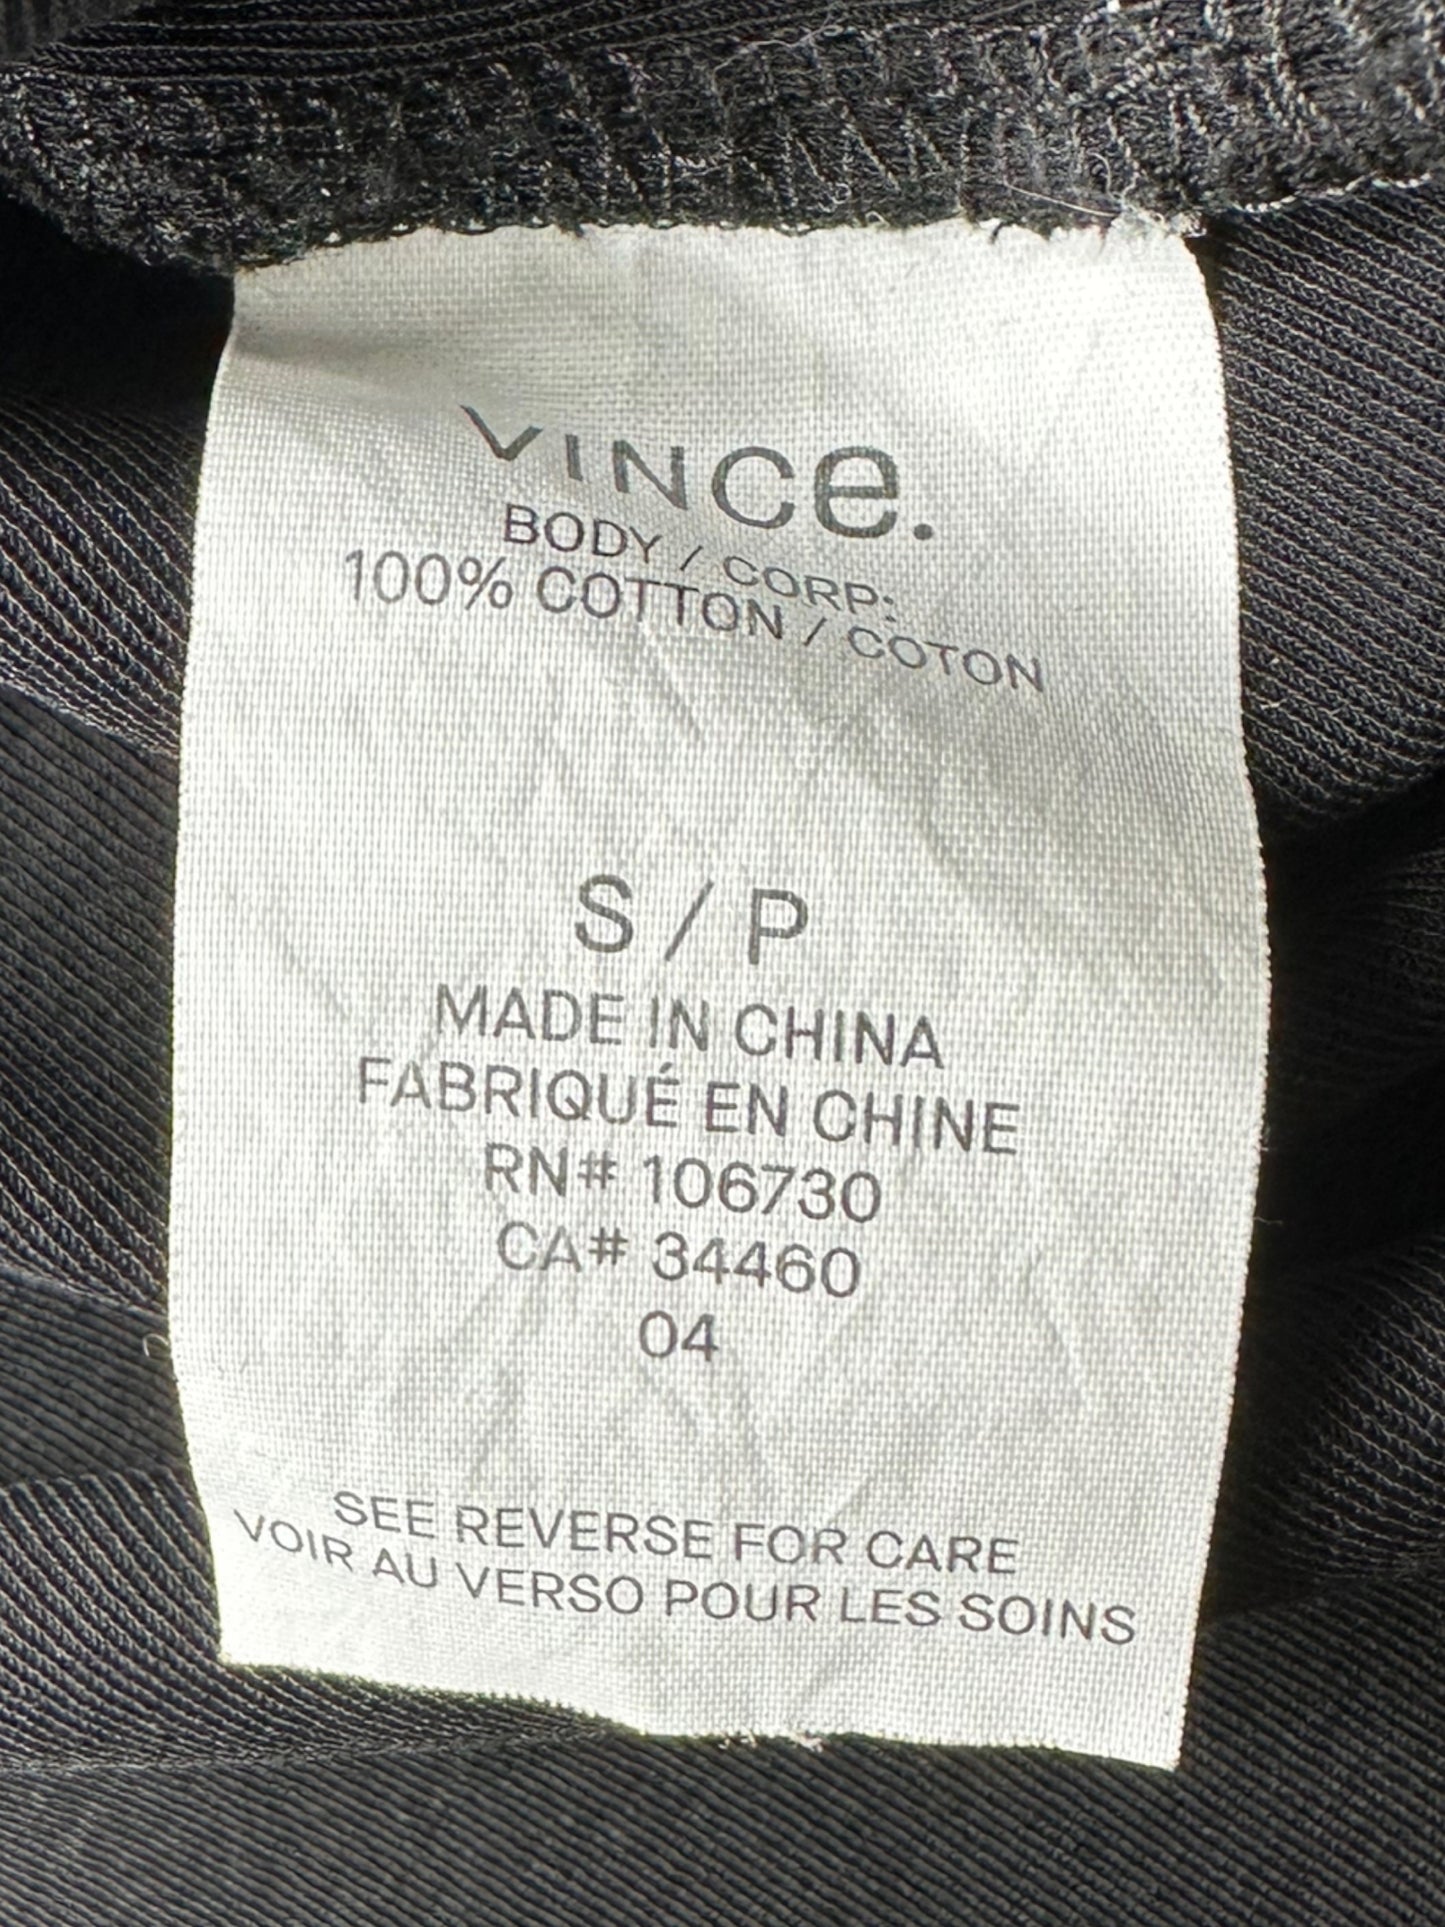 VINCe.
BODY / CORP:
100% COTTON / COTON
S / P
MADE IN CHINA
FABRIQUÉ EN CHINE
RN# 106730
CA# 34460
04
SEE REVERSE FOR CARE
VOIR AU VERSO POUR LES SOINS